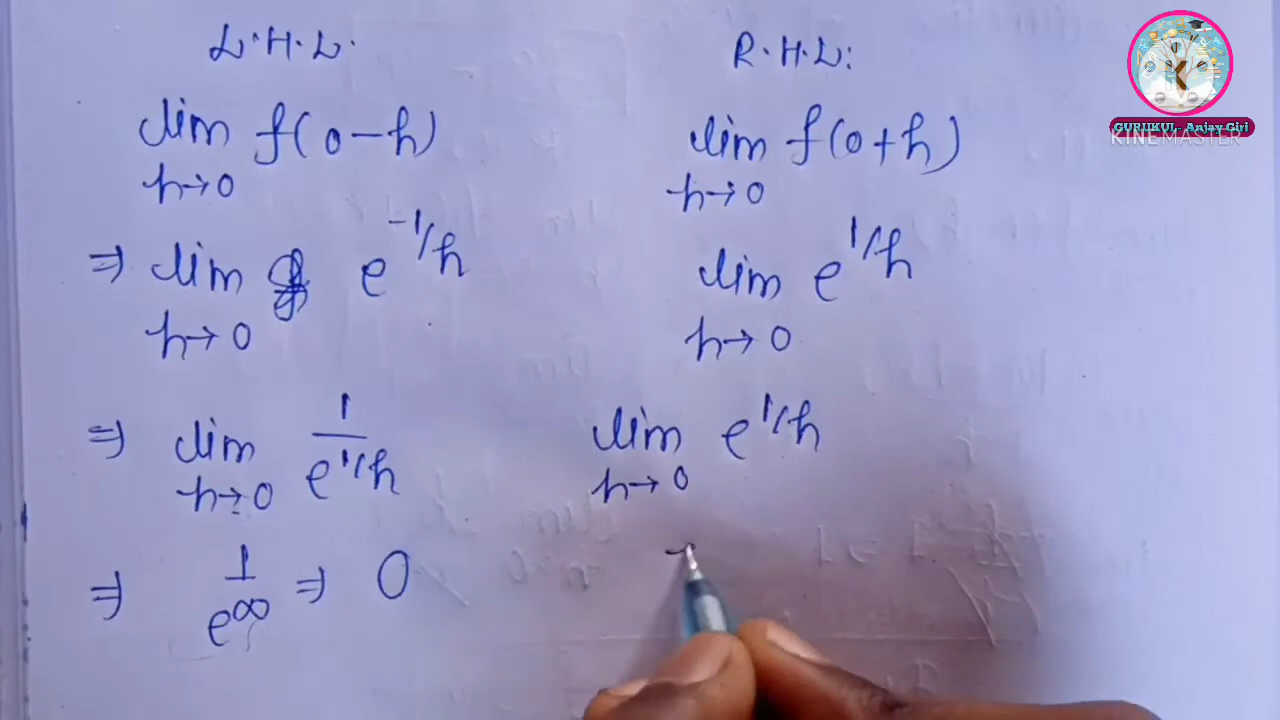 L.H.L.
lim f(0-h)
h→0
⇒ lim e^-1/h
h→0
⇒ lim 1/e^1/h
h→0
⇒ 1/e^∞ ⇒ 0
R.H.L:
lim f(0+h)
h→0
lim e^1/h
h→0
lim e^1/h
h→0
GURUKUL- Anjay Giri
KINEMASTER